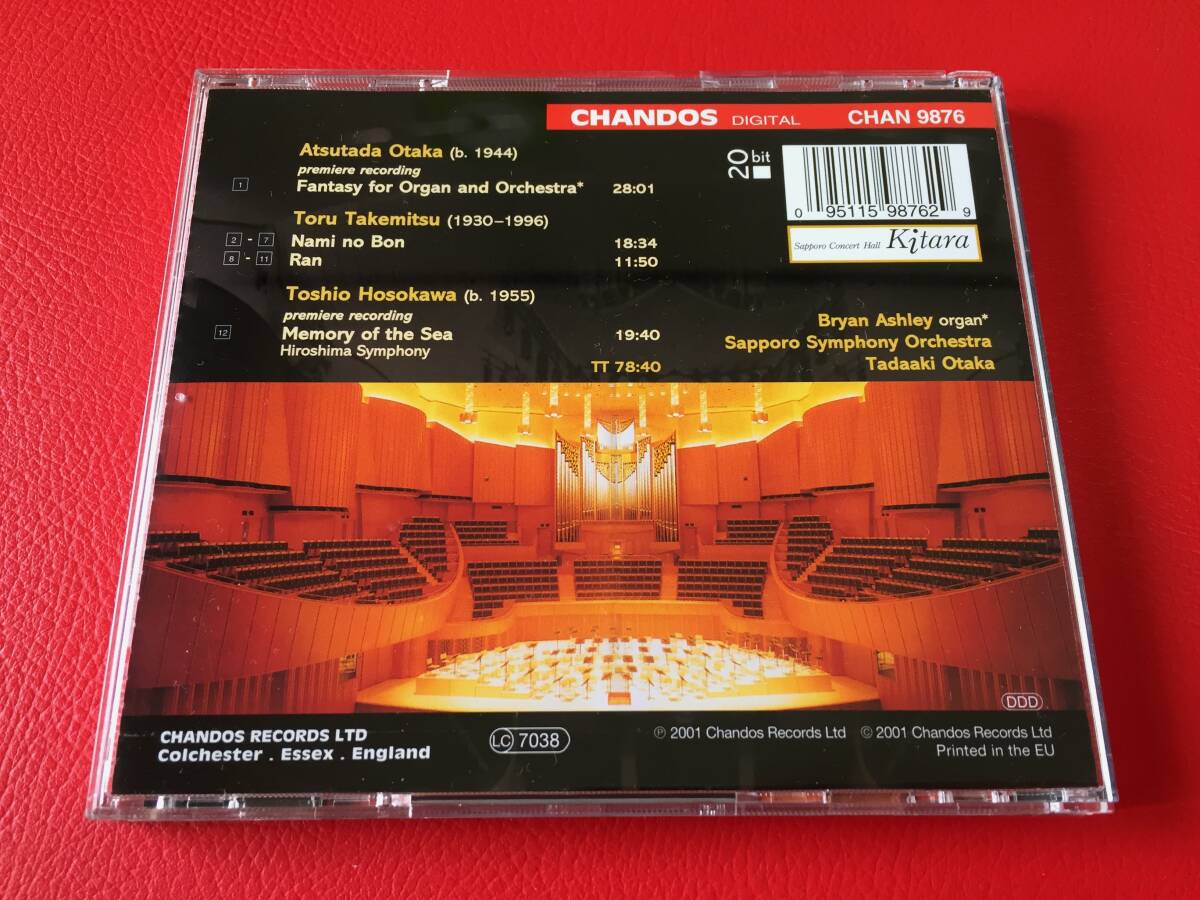 CHANDOS DIGITAL CHAN 9876
Atsutada Otaka (b. 1944)
premiere recording
1 Fantasy for Organ and Orchestra* 28:01
Toru Takemitsu (1930–1996)
2 - 7 Nami no Bon 18:34
8 - 11 Ran 11:50
Toshio Hosokawa (b. 1955)
premiere recording
12 Memory of the Sea 19:40
Hiroshima Symphony
TT 78:40
20 bit
0 95115 98762 9
Sapporo Concert Hall Kitara
Bryan Ashley organ*
Sapporo Symphony Orchestra
Tadaaki Otaka
DDD
CHANDOS RECORDS LTD
Colchester . Essex . England
LC 7038
℗ 2001 Chandos Records Ltd © 2001 Chandos Records Ltd
Printed in the EU